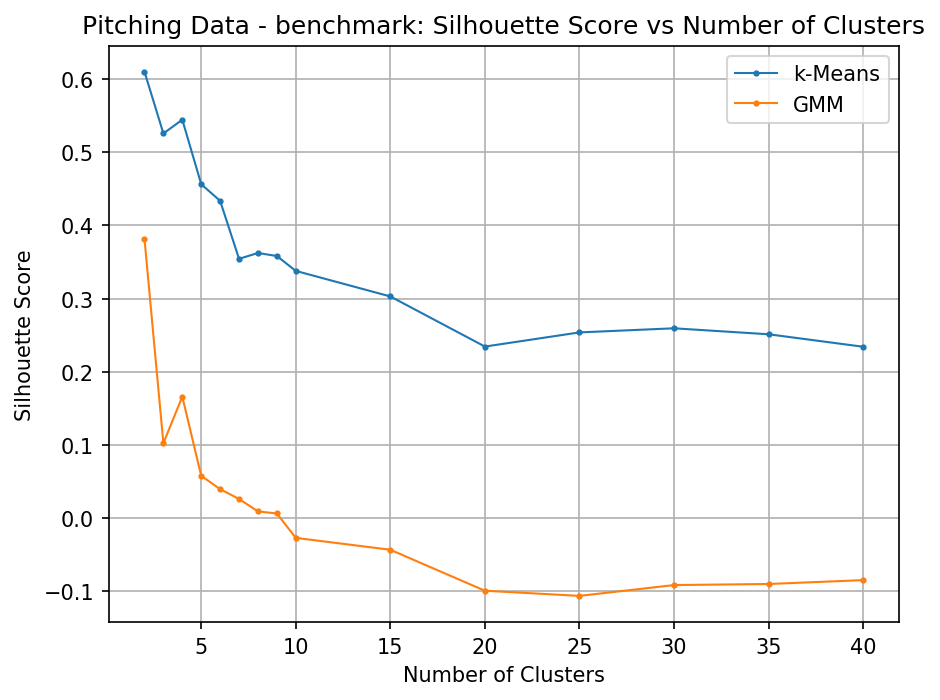 Pitching Data - benchmark: Silhouette Score vs Number of Clusters
k-Means
GMM
Silhouette Score
0.6
0.5
0.4
0.3
0.2
0.1
0.0
−0.1
5 10 15 20 25 30 35 40
Number of Clusters